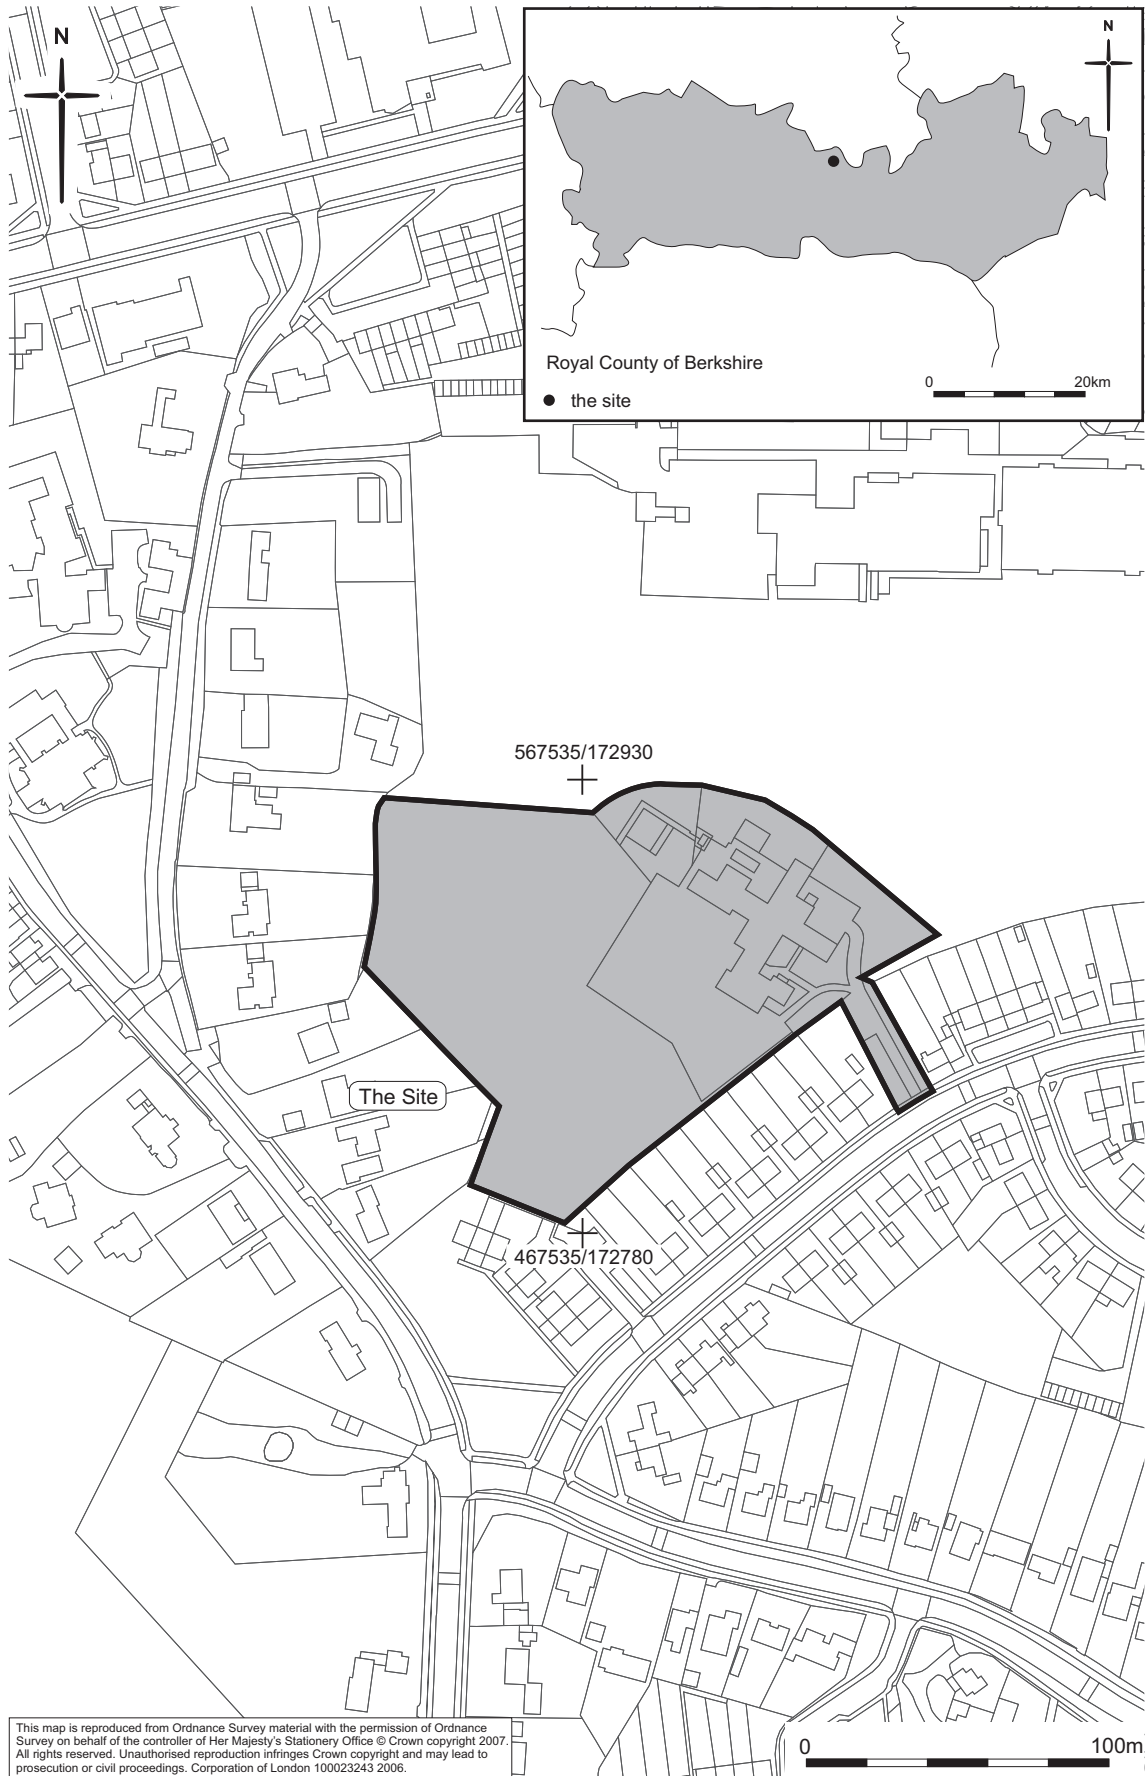 N
N
Royal County of Berkshire
the site
0 20km
567535/172930
The Site
467535/172780
This map is reproduced from Ordnance Survey material with the permission of Ordnance
Survey on behalf of the controller of Her Majesty's Stationery Office © Crown copyright 2007.
All rights reserved. Unauthorised reproduction infringes Crown copyright and may lead to
prosecution or civil proceedings. Corporation of London 100023243 2006.
0 100m